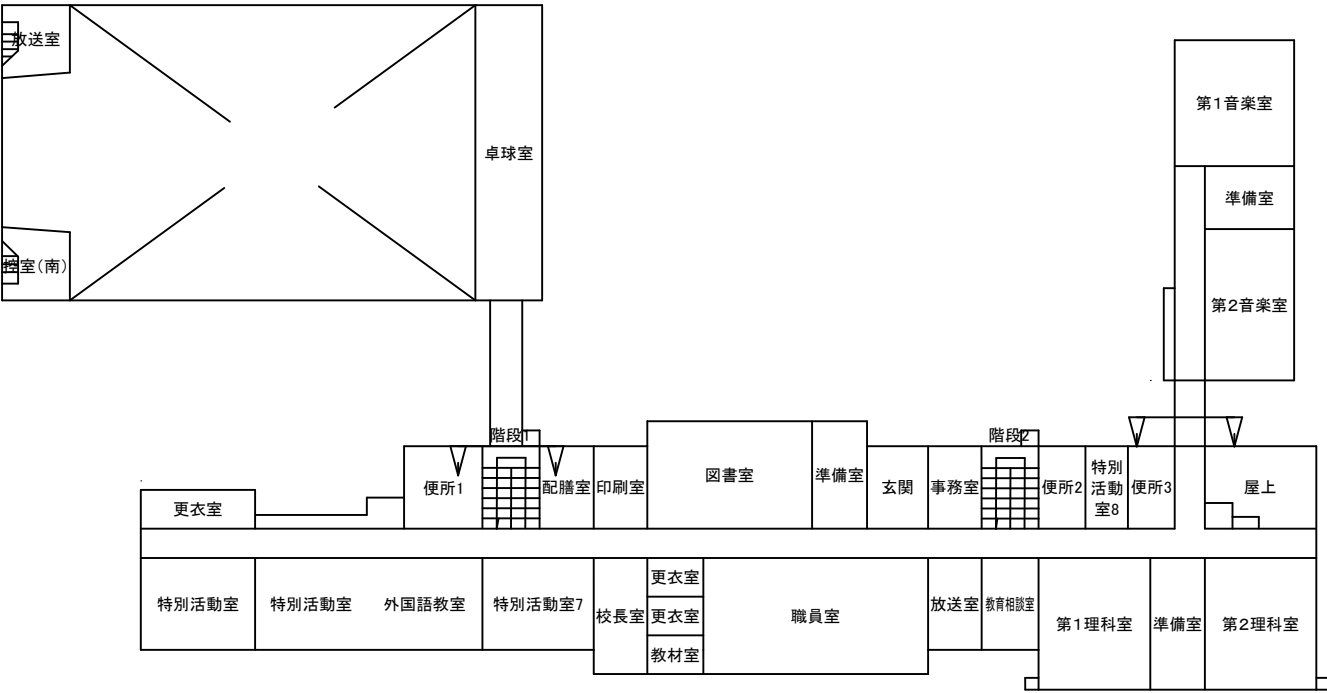 放送室
第1音楽室
卓球室
準備室
控室(南)
第2音楽室
階段1
階段2
更衣室
便所1
配膳室
印刷室
図書室
準備室
玄関
事務室
便所2
特別
活動
室8
便所3
屋上
特別活動室
特別活動室
外国語教室
特別活動室7
校長室
更衣室
更衣室
教材室
職員室
放送室
教育相談室
第1理科室
準備室
第2理科室